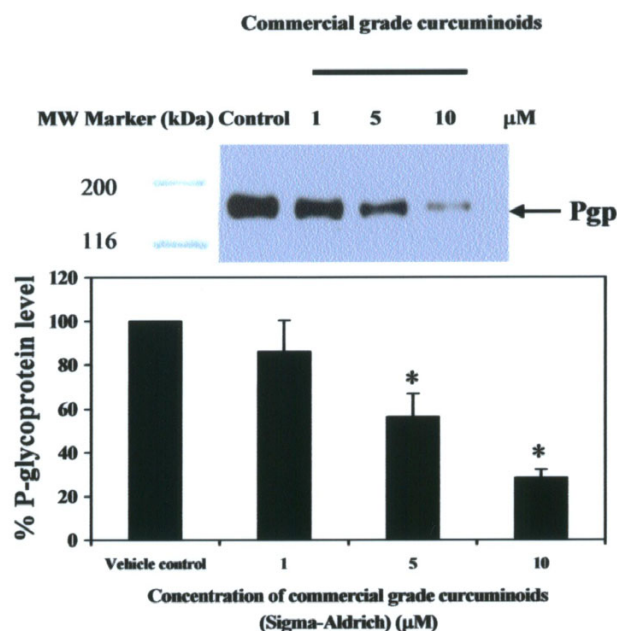 Commercial grade curcuminoids
MW Marker (kDa) Control 1 5 10 μM
200
Pgp
116
120
100
80
60
40
20
0
% P-glycoprotein level
*
*
Vehicle control 1 5 10
Concentration of commercial grade curcuminoids
(Sigma-Aldrich) (μM)